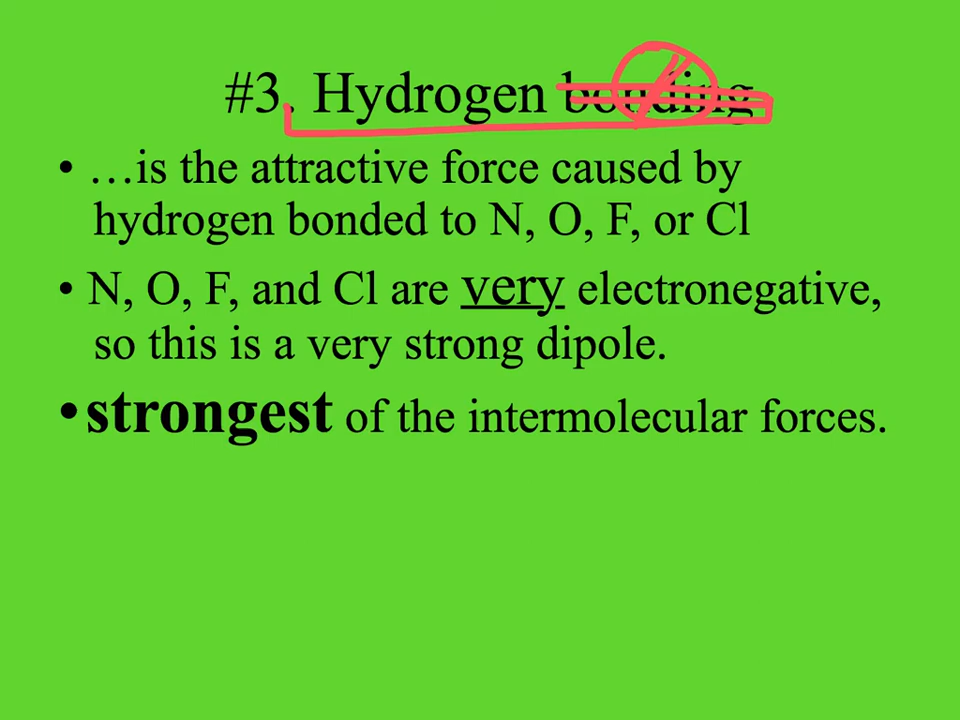 #3. Hydrogen bonding
• …is the attractive force caused by
hydrogen bonded to N, O, F, or Cl
• N, O, F, and Cl are very electronegative,
so this is a very strong dipole.
• strongest of the intermolecular forces.